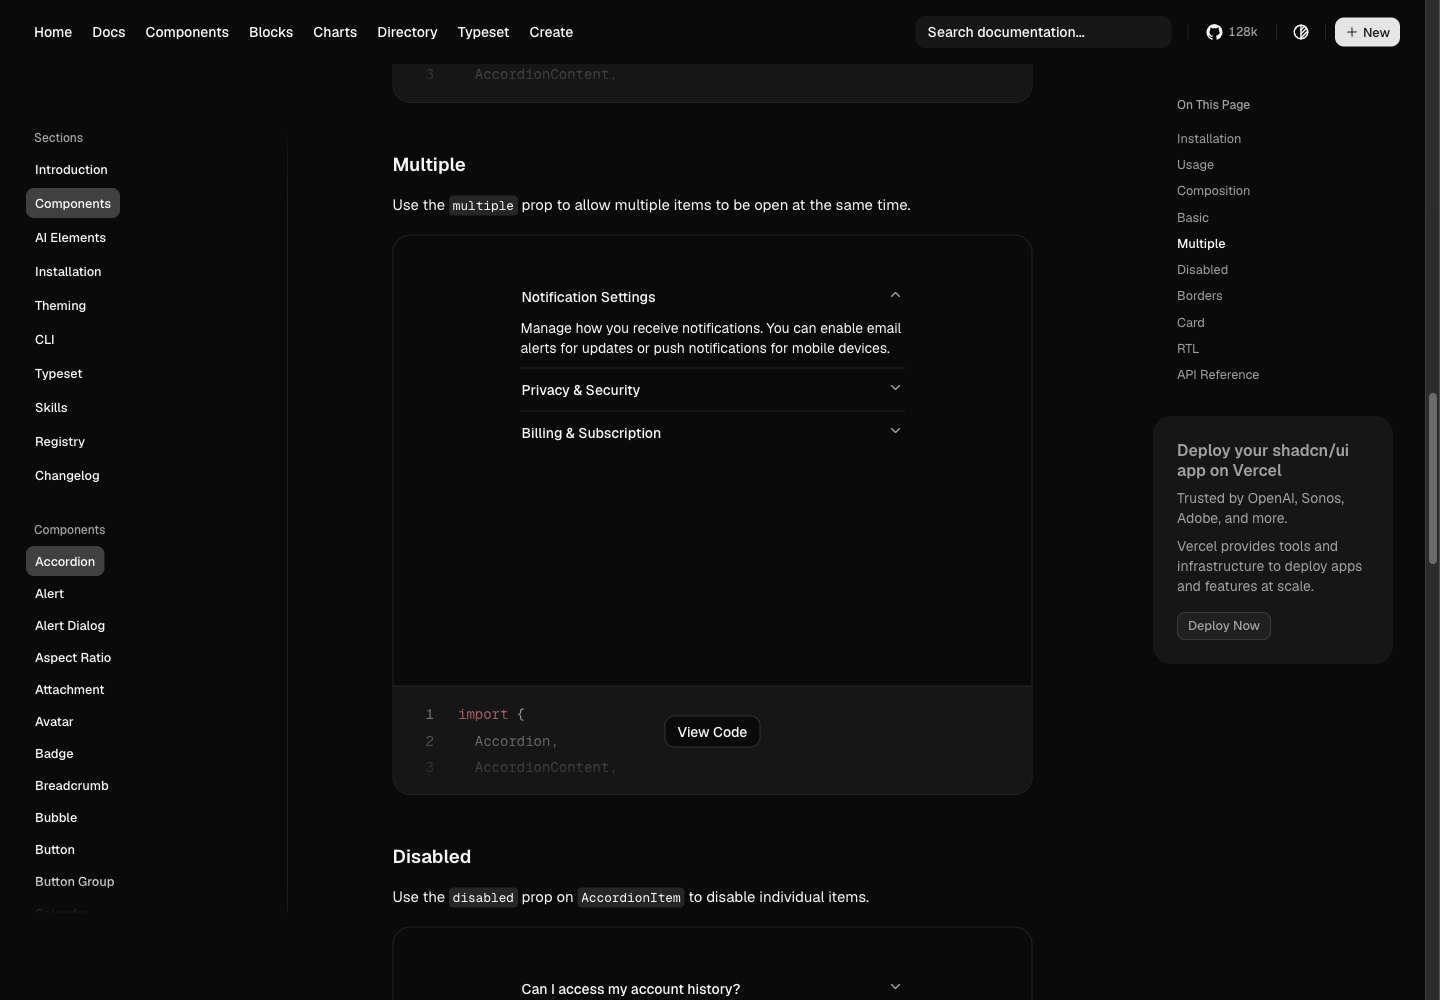 Home Docs Components Blocks Charts Directory Typeset Create
Search documentation...
128k
New
Sections
Introduction
Components
AI Elements
Installation
Theming
CLI
Typeset
Skills
Registry
Changelog
Components
Accordion
Alert
Alert Dialog
Aspect Ratio
Attachment
Avatar
Badge
Breadcrumb
Bubble
Button
Button Group
Calendar
3 AccordionContent,
Multiple
Use the multiple prop to allow multiple items to be open at the same time.
Notification Settings
Manage how you receive notifications. You can enable email
alerts for updates or push notifications for mobile devices.
Privacy & Security
Billing & Subscription
1 import {
2 Accordion,
3 AccordionContent,
View Code
Disabled
Use the disabled prop on AccordionItem to disable individual items.
Can I access my account history?
On This Page
Installation
Usage
Composition
Basic
Multiple
Disabled
Borders
Card
RTL
API Reference
Deploy your shadcn/ui
app on Vercel
Trusted by OpenAI, Sonos,
Adobe, and more.
Vercel provides tools and
infrastructure to deploy apps
and features at scale.
Deploy Now